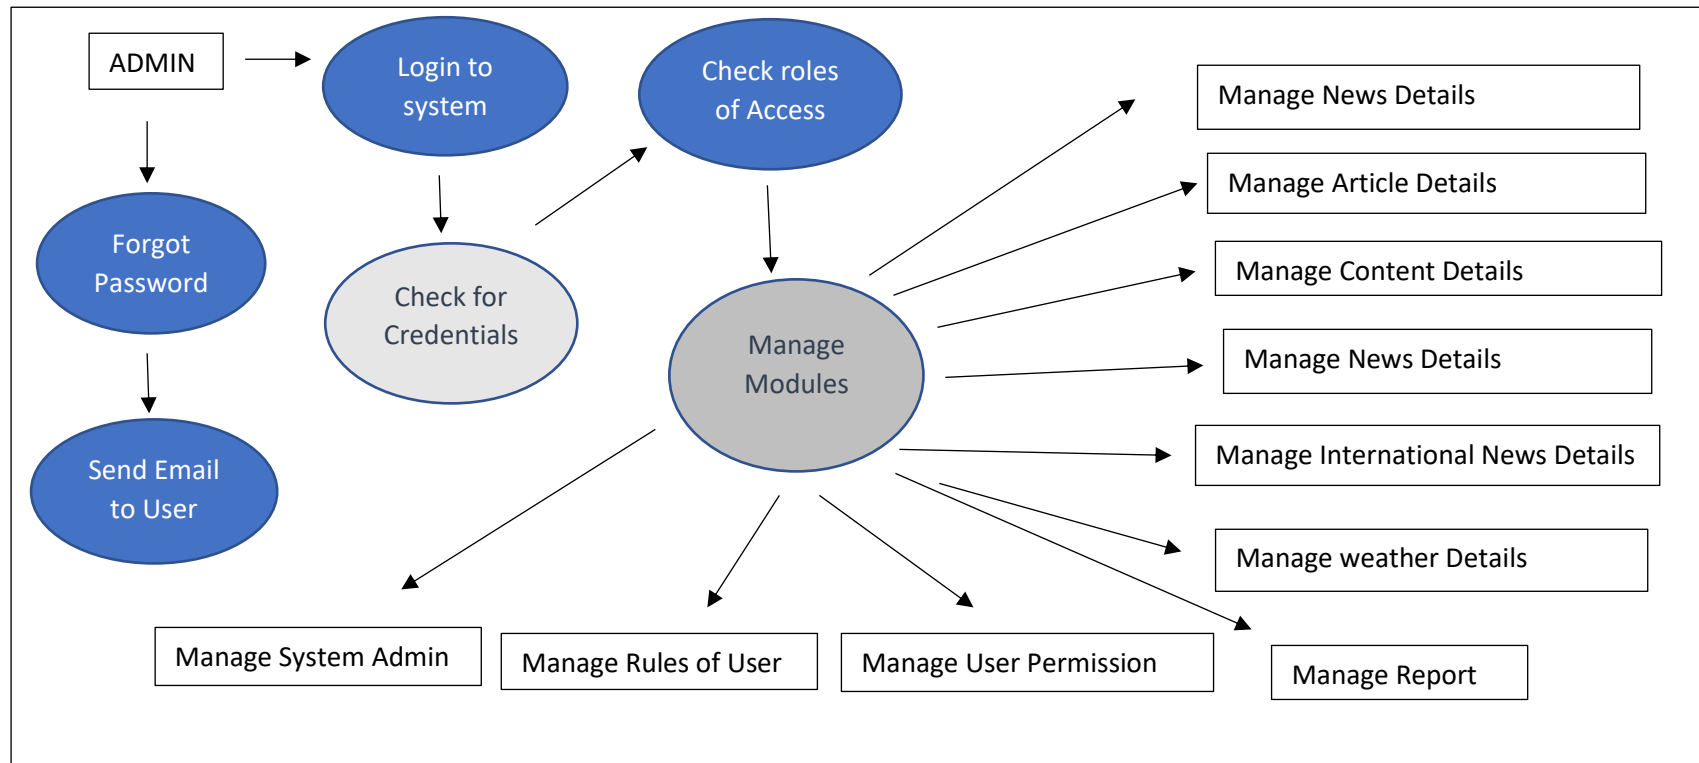 ADMIN
Login to
system
Check roles
of Access
Manage News Details
Manage Article Details
Forgot
Password
Check for
Credentials
Manage Content Details
Manage
Modules
Manage News Details
Manage International News Details
Send Email
to User
Manage weather Details
Manage System Admin
Manage Rules of User
Manage User Permission
Manage Report